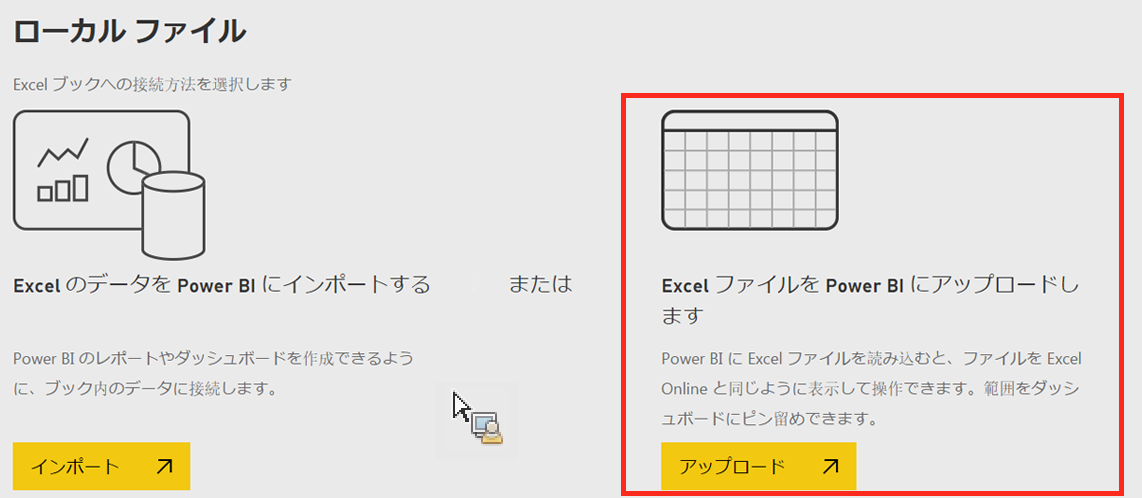 ローカル ファイル
Excel ブックへの接続方法を選択します
Excel のデータを Power BI にインポートする
または
Excel ファイルを Power BI にアップロードし
ます
Power BI のレポートやダッシュボードを作成できるよう
に、ブック内のデータに接続します。
Power BI に Excel ファイルを読み込むと、ファイルを Excel
Online と同じように表示して操作できます。範囲をダッシ
ュボードにピン留めできます。
インポート
アップロード